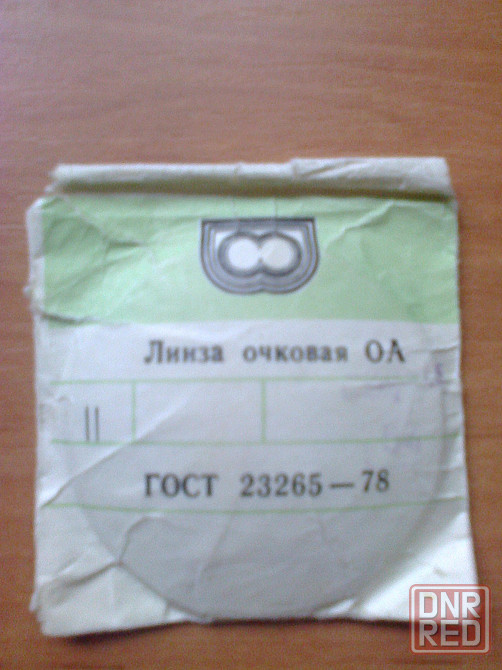 Линза очковая ОА
||
ГОСТ 23265—78
DNR
RED